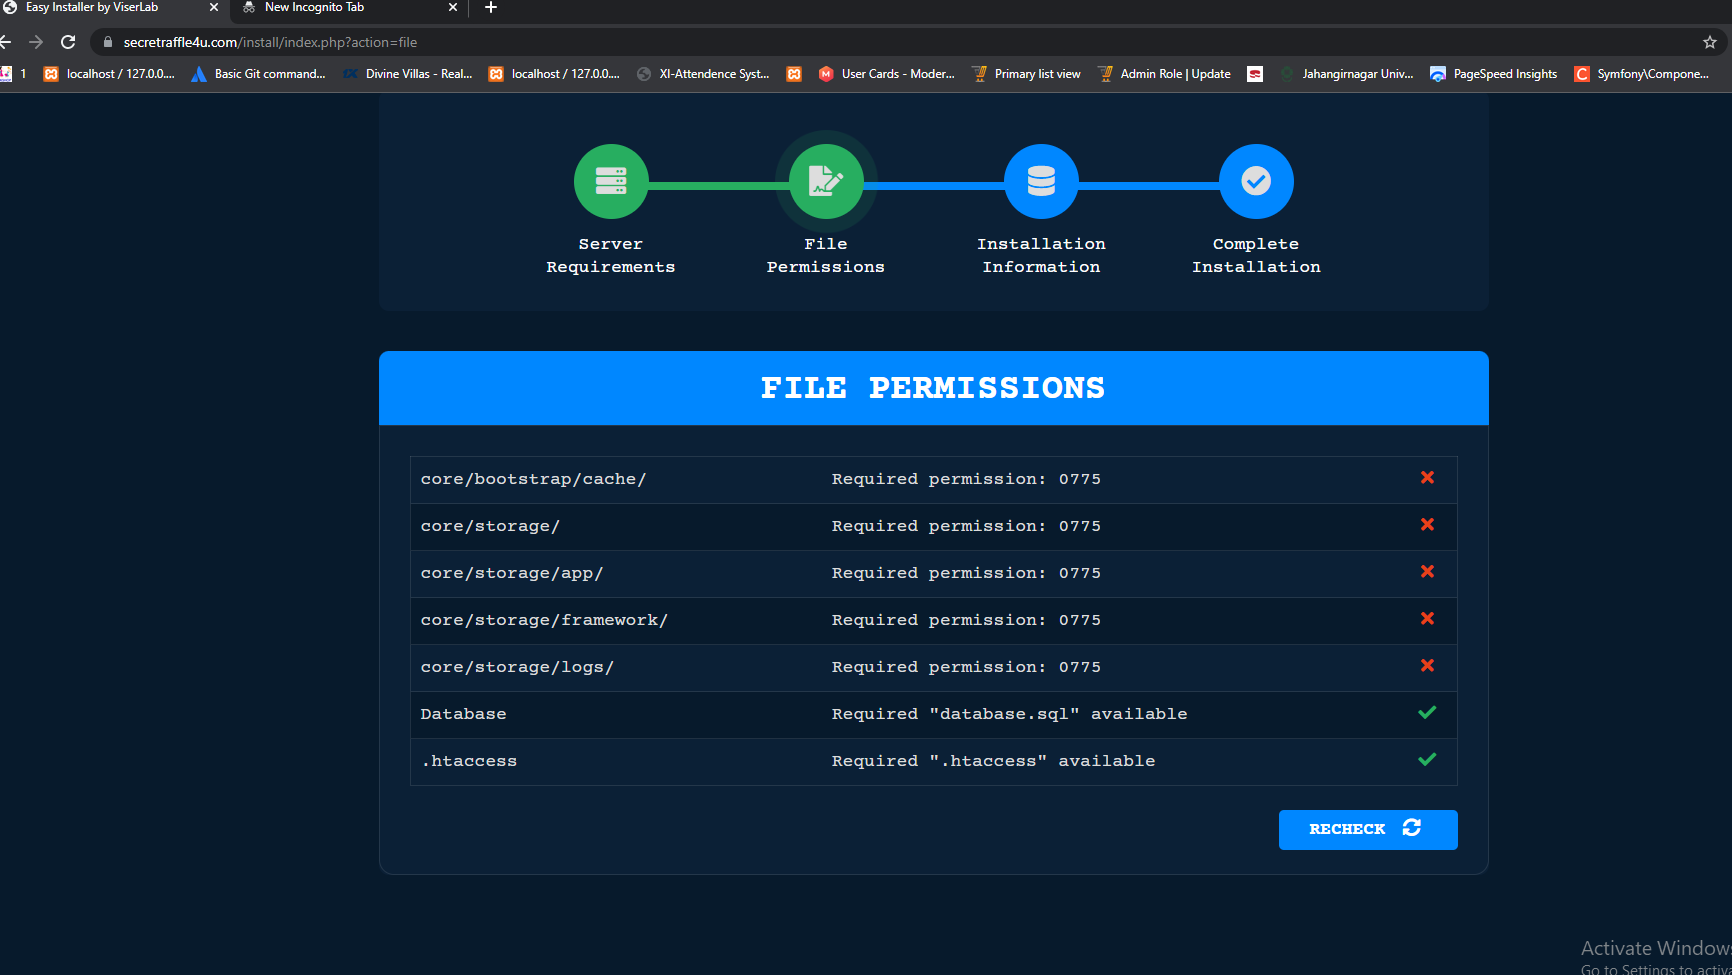 Easy Installer by ViserLab
New Incognito Tab
secretraffle4u.com/install/index.php?action=file
1
localhost / 127.0.0....
Basic Git command...
Divine Villas - Real...
localhost / 127.0.0....
XI-Attendence Syst...
User Cards - Moder...
Primary list view
Admin Role | Update
Jahangirnagar Univ...
PageSpeed Insights
Symfony\Compone...
Server
Requirements
File
Permissions
Installation
Information
Complete
Installation
FILE PERMISSIONS
core/bootstrap/cache/ Required permission: 0775
core/storage/ Required permission: 0775
core/storage/app/ Required permission: 0775
core/storage/framework/ Required permission: 0775
core/storage/logs/ Required permission: 0775
Database Required "database.sql" available
.htaccess Required ".htaccess" available
RECHECK
Activate Windows
Go to Settings to activa